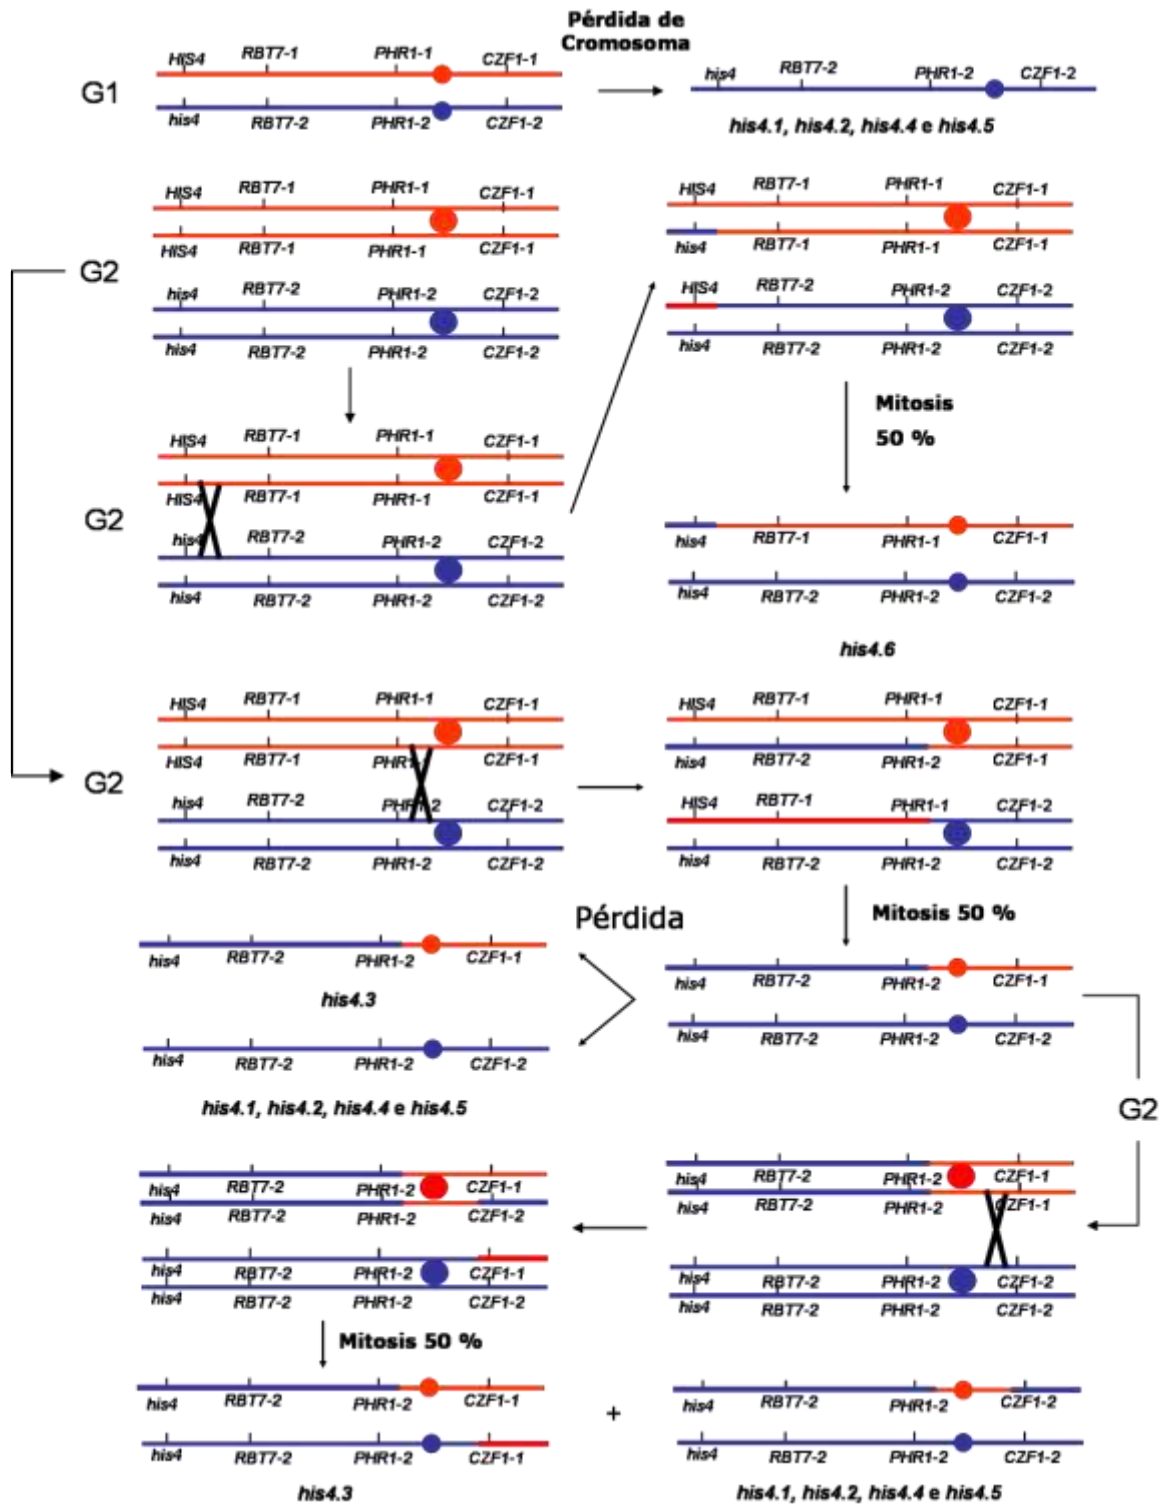 Pérdida de
Cromosoma
HIS4 RBT7-1 PHR1-1 CZF1-1
G1
his4 RBT7-2 PHR1-2 CZF1-2
his4 RBT7-2 PHR1-2 CZF1-2
his4.1, his4.2, his4.4 e his4.5
HIS4 RBT7-1 PHR1-1 CZF1-1
HIS4 RBT7-1 PHR1-1 CZF1-1
G2
his4 RBT7-2 PHR1-2 CZF1-2
his4 RBT7-2 PHR1-2 CZF1-2
HIS4 RBT7-1 PHR1-1 CZF1-1
his4 RBT7-1 PHR1-1 CZF1-1
HIS4 RBT7-2 PHR1-2 CZF1-2
his4 RBT7-2 PHR1-2 CZF1-2
Mitosis
50 %
HIS4 RBT7-1 PHR1-1 CZF1-1
HIS4 RBT7-1 PHR1-1 CZF1-1
G2
his4 RBT7-2 PHR1-2 CZF1-2
his4 RBT7-2 PHR1-2 CZF1-2
his4 RBT7-1 PHR1-1 CZF1-1
his4 RBT7-2 PHR1-2 CZF1-2
his4.6
HIS4 RBT7-1 PHR1-1 CZF1-1
HIS4 RBT7-1 CZF1-1
G2
his4 RBT7-2 CZF1-2
his4 RBT7-2 PHR1-2 CZF1-2
HIS4 RBT7-1 PHR1-1 CZF1-1
his4 RBT7-2 PHR1-2 CZF1-1
HIS4 RBT7-1 PHR1-1 CZF1-2
his4 RBT7-2 PHR1-2 CZF1-2
Mitosis 50 %
Pérdida
his4 RBT7-2 PHR1-2 CZF1-1
his4.3
his4 RBT7-2 PHR1-2 CZF1-2
his4.1, his4.2, his4.4 e his4.5
his4 RBT7-2 PHR1-2 CZF1-1
his4 RBT7-2 PHR1-2 CZF1-2
G2
his4 RBT7-2 PHR1-2 CZF1-1
his4 RBT7-2 PHR1-2 CZF1-1
his4 RBT7-2 PHR1-2 CZF1-2
his4 RBT7-2 PHR1-2 CZF1-2
his4 RBT7-2 PHR1-2 CZF1-1
his4 RBT7-2 PHR1-2 CZF1-2
his4 RBT7-2 PHR1-2 CZF1-1
his4 RBT7-2 PHR1-2 CZF1-2
Mitosis 50 %
his4 RBT7-2 PHR1-2 CZF1-1
his4 RBT7-2 PHR1-2 CZF1-1
his4.3
+
his4 RBT7-2 PHR1-2 CZF1-2
his4 RBT7-2 PHR1-2 CZF1-2
his4.1, his4.2, his4.4 e his4.5